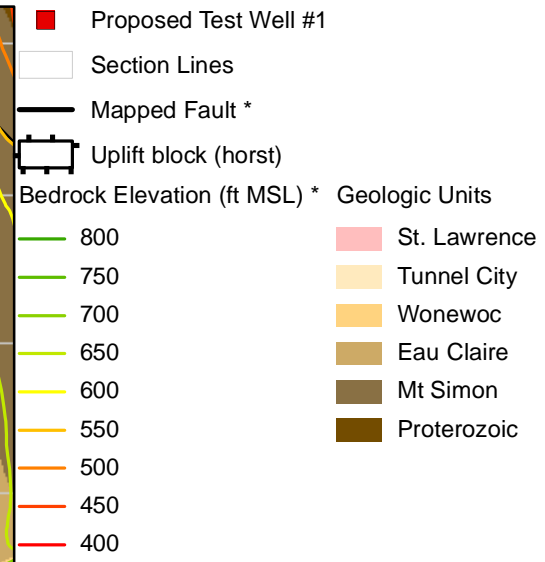 Proposed Test Well #1
Section Lines
Mapped Fault *
Uplift block (horst)
Bedrock Elevation (ft MSL) *
800
750
700
650
600
550
500
450
400
Geologic Units
St. Lawrence
Tunnel City
Wonewoc
Eau Claire
Mt Simon
Proterozoic